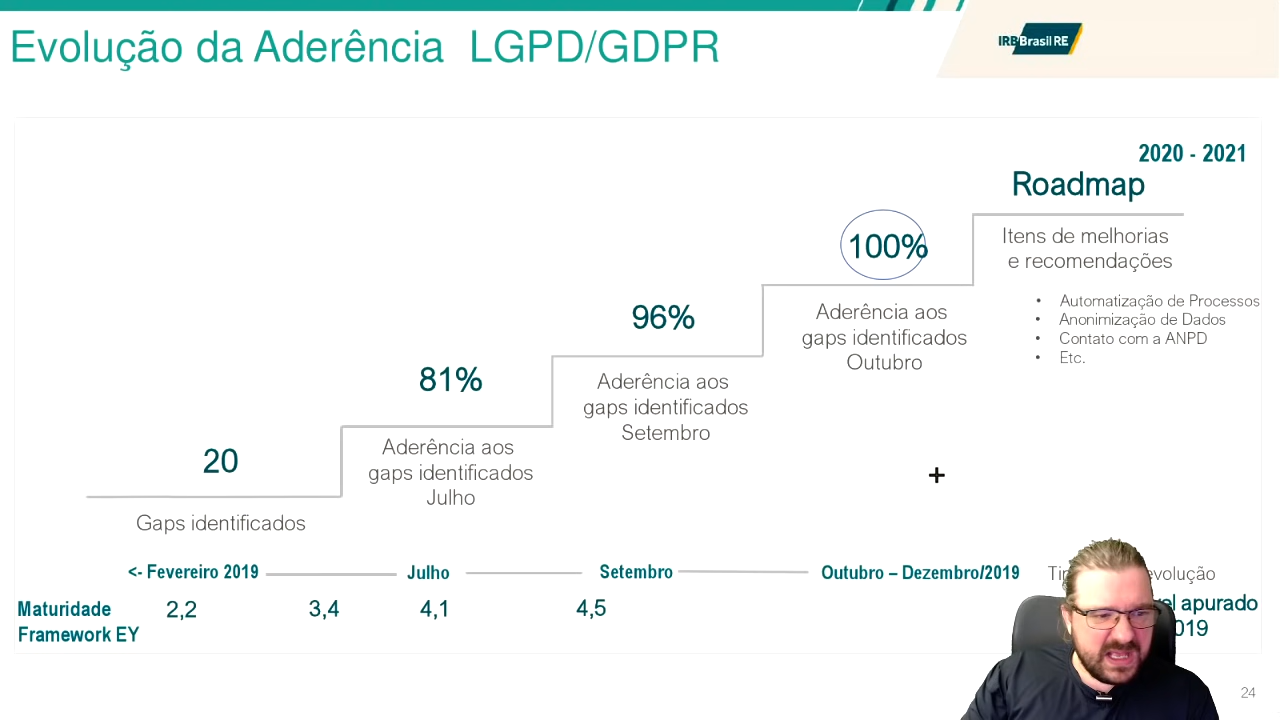 Evolução da Aderência LGPD/GDPR
IRB Brasil RE
2020 - 2021
Roadmap
Itens de melhorias
e recomendações
• Automatização de Processos
• Anonimização de Dados
• Contato com a ANPD
• Etc.
100%
Aderência aos
gaps identificados
Outubro
96%
Aderência aos
gaps identificados
Setembro
81%
Aderência aos
gaps identificados
Julho
20
Gaps identificados
+
<- Fevereiro 2019 Julho Setembro Outubro – Dezembro/2019
evolução
Maturidade
Framework EY
2,2 3,4 4,1 4,5
apurado
24